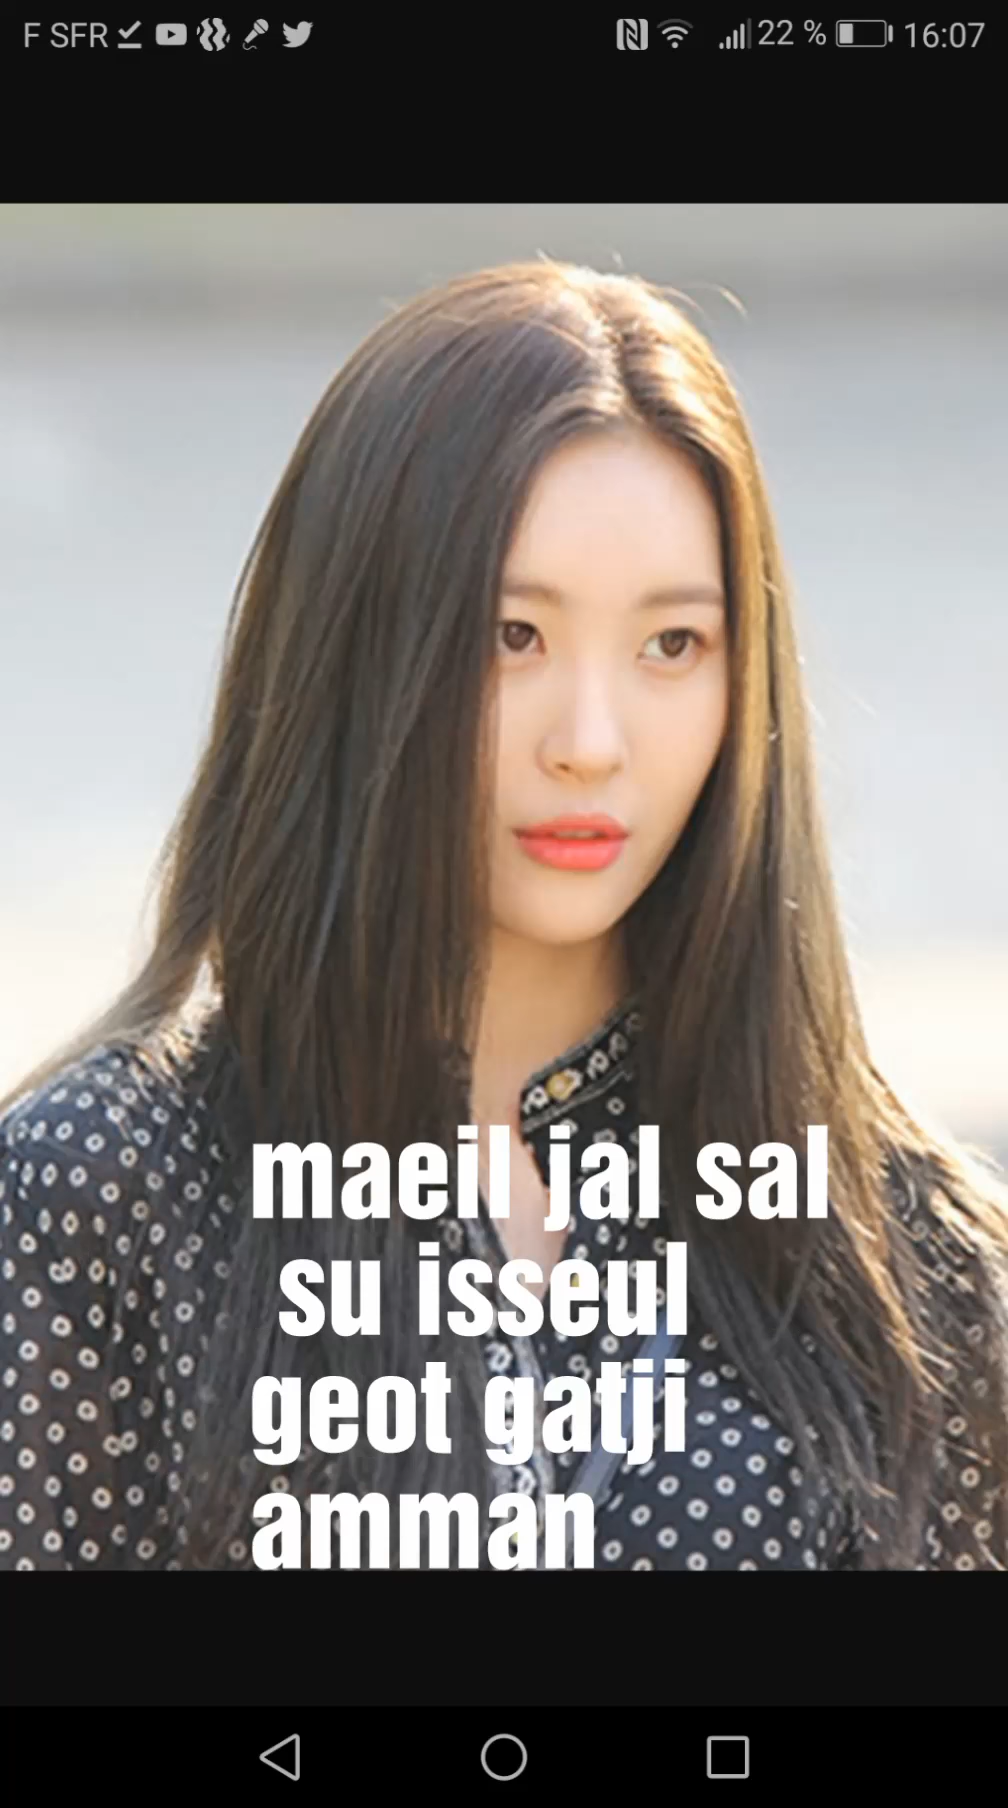 F SFR 22 % 16:07
maeil jal sal
su isseul
geot gatji
amman